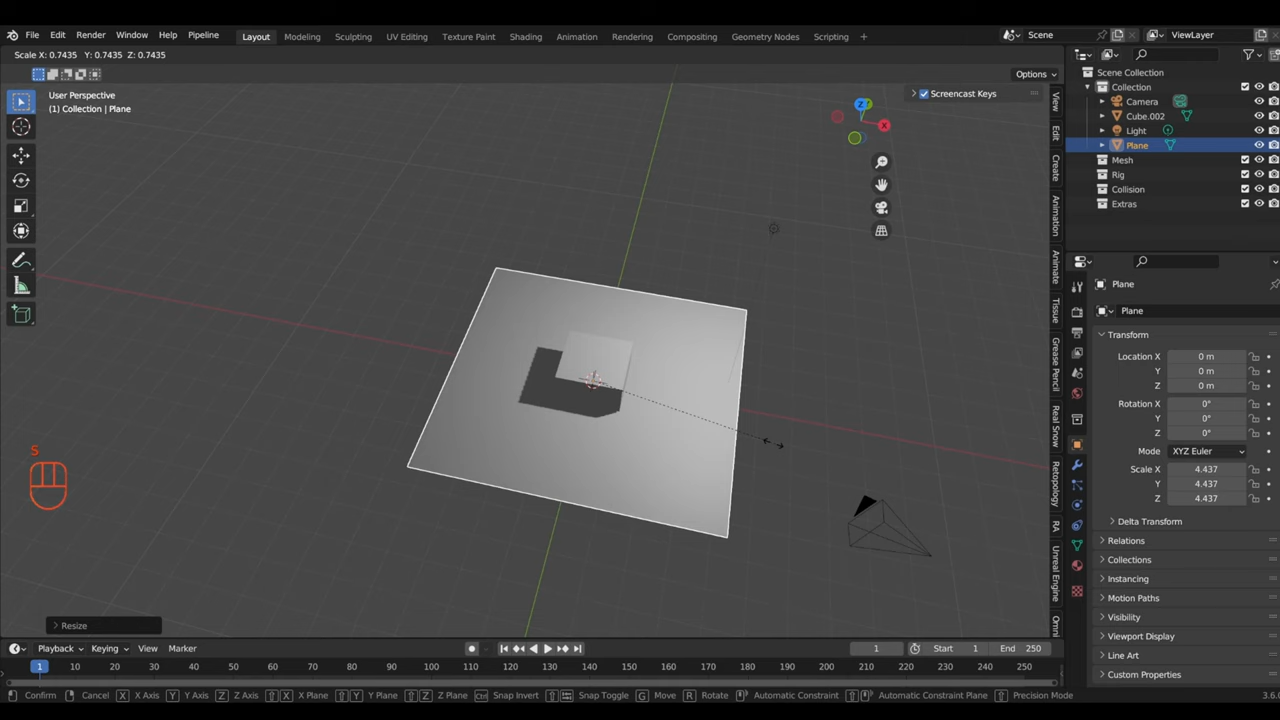 File Edit Render Window Help Pipeline Layout Modeling Sculpting UV Editing Texture Paint Shading Animation Rendering Compositing Geometry Nodes Scripting + Scene ViewLayer
Scale X: 0.7435 Y: 0.7435 Z: 0.7435
Options
User Perspective
(1) Collection | Plane
Screencast Keys
Z
X
View
Edit
Create
Animation
Animate
Tissue
Grease Pencil
Real Snow
Retopology
RA
Unreal Engine
Omni
Scene Collection
Collection
Camera
Cube.002
Light
Plane
Mesh
Rig
Collision
Extras
Plane
Plane
Transform
Location X 0 m
Y 0 m
Z 0 m
Rotation X 0°
Y 0°
Z 0°
Mode XYZ Euler
Scale X 4.437
Y 4.437
Z 4.437
Delta Transform
Relations
Collections
Instancing
Motion Paths
Visibility
Viewport Display
Line Art
Custom Properties
S
Resize
Playback Keying View Marker 1 Start 1 End 250
1 10 20 30 40 50 60 70 80 90 100 110 120 130 140 150 160 170 180 190 200 210 220 230 240 250
Confirm Cancel X X Axis Y Y Axis Z Z Axis X X Plane Y Y Plane Z Z Plane Ctrl Snap Invert Snap Toggle G Move R Rotate Automatic Constraint Automatic Constraint Plane Precision Mode 3.6.0